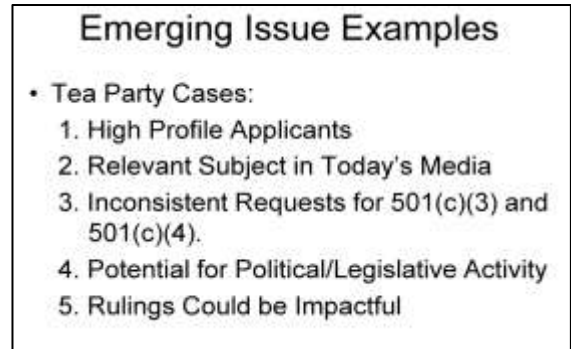 Emerging Issue Examples
• Tea Party Cases:
1. High Profile Applicants
2. Relevant Subject in Today's Media
3. Inconsistent Requests for 501(c)(3) and
501(c)(4).
4. Potential for Political/Legislative Activity
5. Rulings Could be Impactful